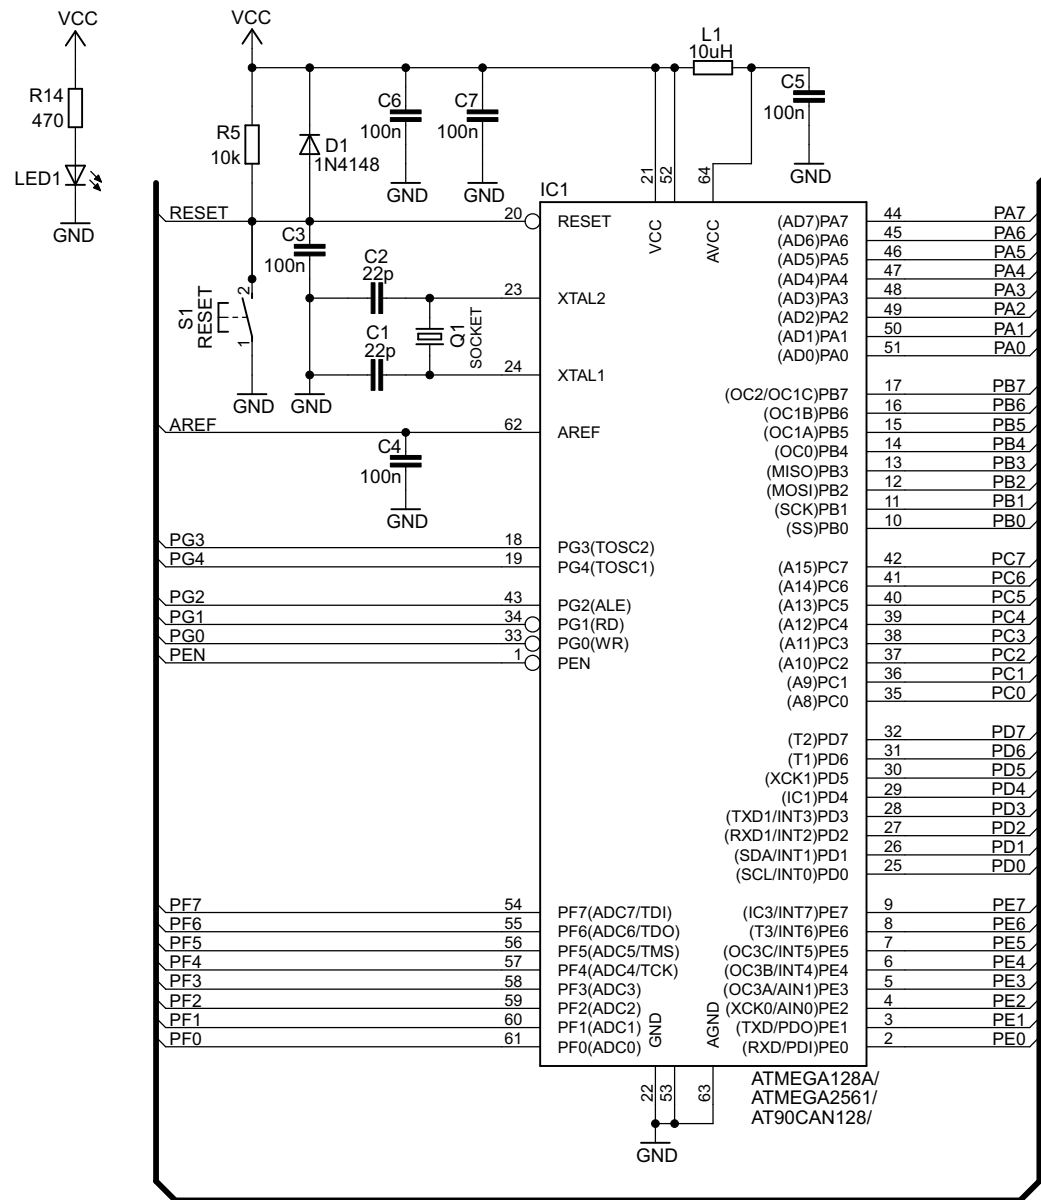 VCC
R14
470
LED1
GND
VCC
R5
10k
D1
1N4148
C6
100n
GND
C7
100n
GND
L1
10uH
C5
100n
GND
21
52
64
IC1
RESET
20
RESET
C3
100n
C2
22p
23
XTAL2
Q1
SOCKET
C1
22p
24
XTAL1
S1
RESET
2
1
GND
GND
AREF
62
AREF
C4
100n
GND
VCC
AVCC
PG3 18 PG3(TOSC2)
PG4 19 PG4(TOSC1)
PG2 43 PG2(ALE)
PG1 34 PG1(RD)
PG0 33 PG0(WR)
PEN 1 PEN
PF7 54 PF7(ADC7/TDI)
PF6 55 PF6(ADC6/TDO)
PF5 56 PF5(ADC5/TMS)
PF4 57 PF4(ADC4/TCK)
PF3 58 PF3(ADC3)
PF2 59 PF2(ADC2)
PF1 60 PF1(ADC1)
PF0 61 PF0(ADC0)
GND
AGND
(AD7)PA7 44 PA7
(AD6)PA6 45 PA6
(AD5)PA5 46 PA5
(AD4)PA4 47 PA4
(AD3)PA3 48 PA3
(AD2)PA2 49 PA2
(AD1)PA1 50 PA1
(AD0)PA0 51 PA0
(OC2/OC1C)PB7 17 PB7
(OC1B)PB6 16 PB6
(OC1A)PB5 15 PB5
(OC0)PB4 14 PB4
(MISO)PB3 13 PB3
(MOSI)PB2 12 PB2
(SCK)PB1 11 PB1
(SS)PB0 10 PB0
(A15)PC7 42 PC7
(A14)PC6 41 PC6
(A13)PC5 40 PC5
(A12)PC4 39 PC4
(A11)PC3 38 PC3
(A10)PC2 37 PC2
(A9)PC1 36 PC1
(A8)PC0 35 PC0
(T2)PD7 32 PD7
(T1)PD6 31 PD6
(XCK1)PD5 30 PD5
(IC1)PD4 29 PD4
(TXD1/INT3)PD3 28 PD3
(RXD1/INT2)PD2 27 PD2
(SDA/INT1)PD1 26 PD1
(SCL/INT0)PD0 25 PD0
(IC3/INT7)PE7 9 PE7
(T3/INT6)PE6 8 PE6
(OC3C/INT5)PE5 7 PE5
(OC3B/INT4)PE4 6 PE4
(OC3A/AIN1)PE3 5 PE3
(XCK0/AIN0)PE2 4 PE2
(TXD/PDO)PE1 3 PE1
(RXD/PDI)PE0 2 PE0
22
53
63
GND
ATMEGA128A/
ATMEGA2561/
AT90CAN128/